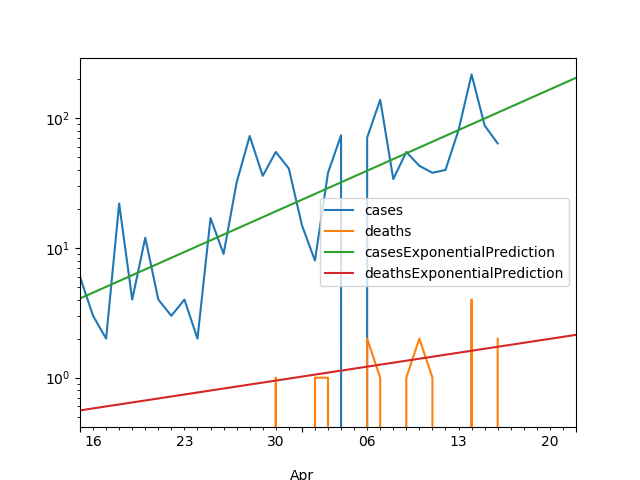 10²
10¹
10⁰
cases
deaths
casesExponentialPrediction
deathsExponentialPrediction
16 23 30 06 13 20
Apr